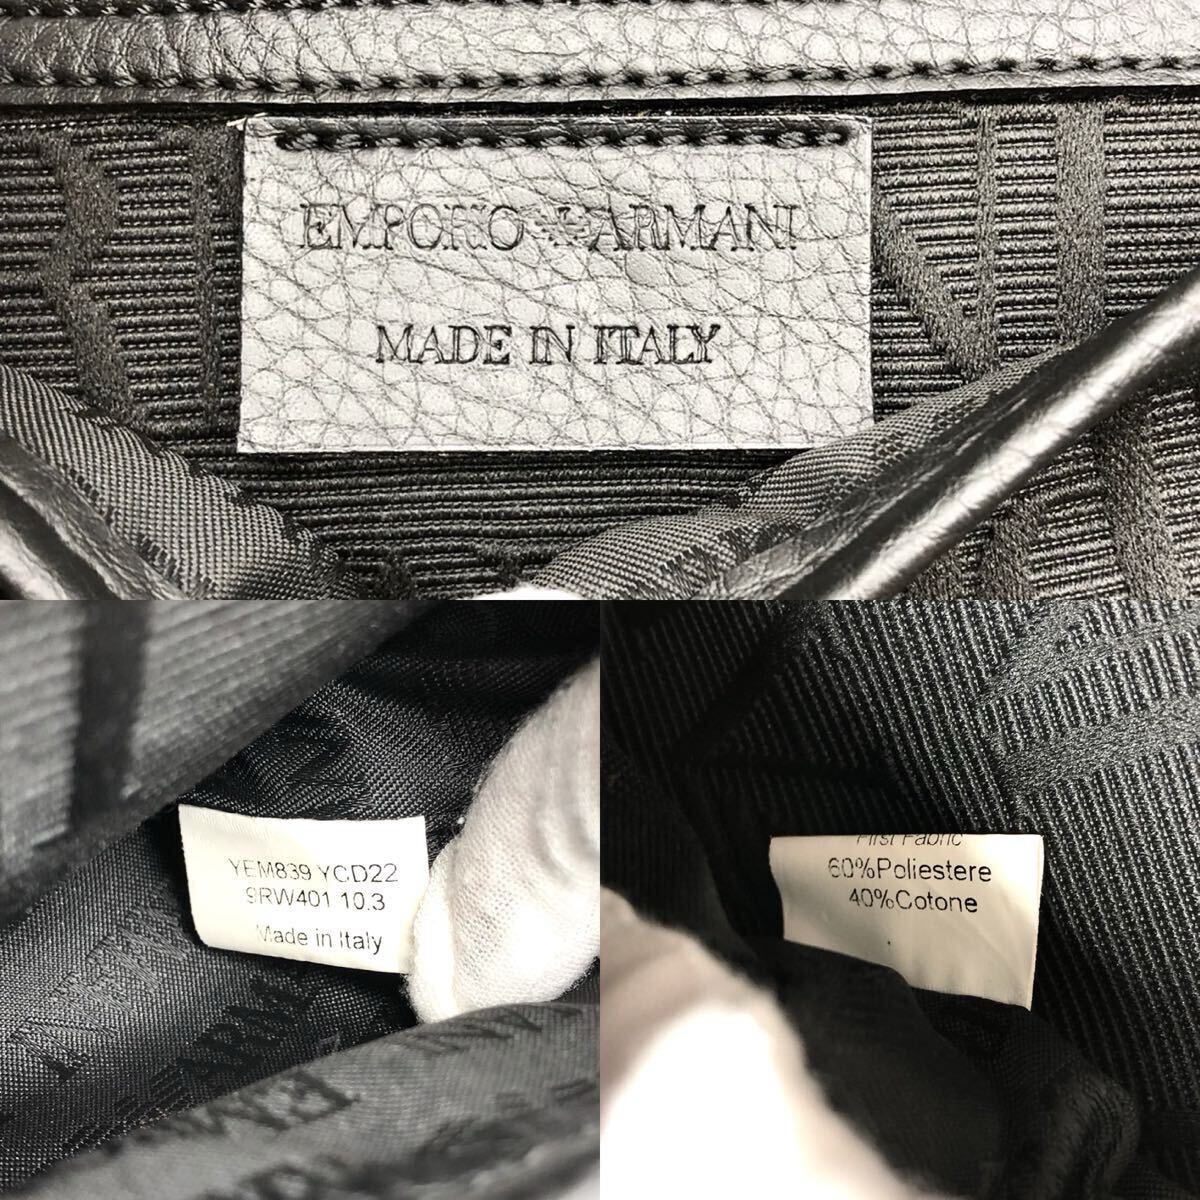 EMPORIO ARMANI
MADE IN ITALY
YEM839 YCD22
9RW401 10.3
Made in Italy
First Fabric
60%Poliestere
40%Cotone